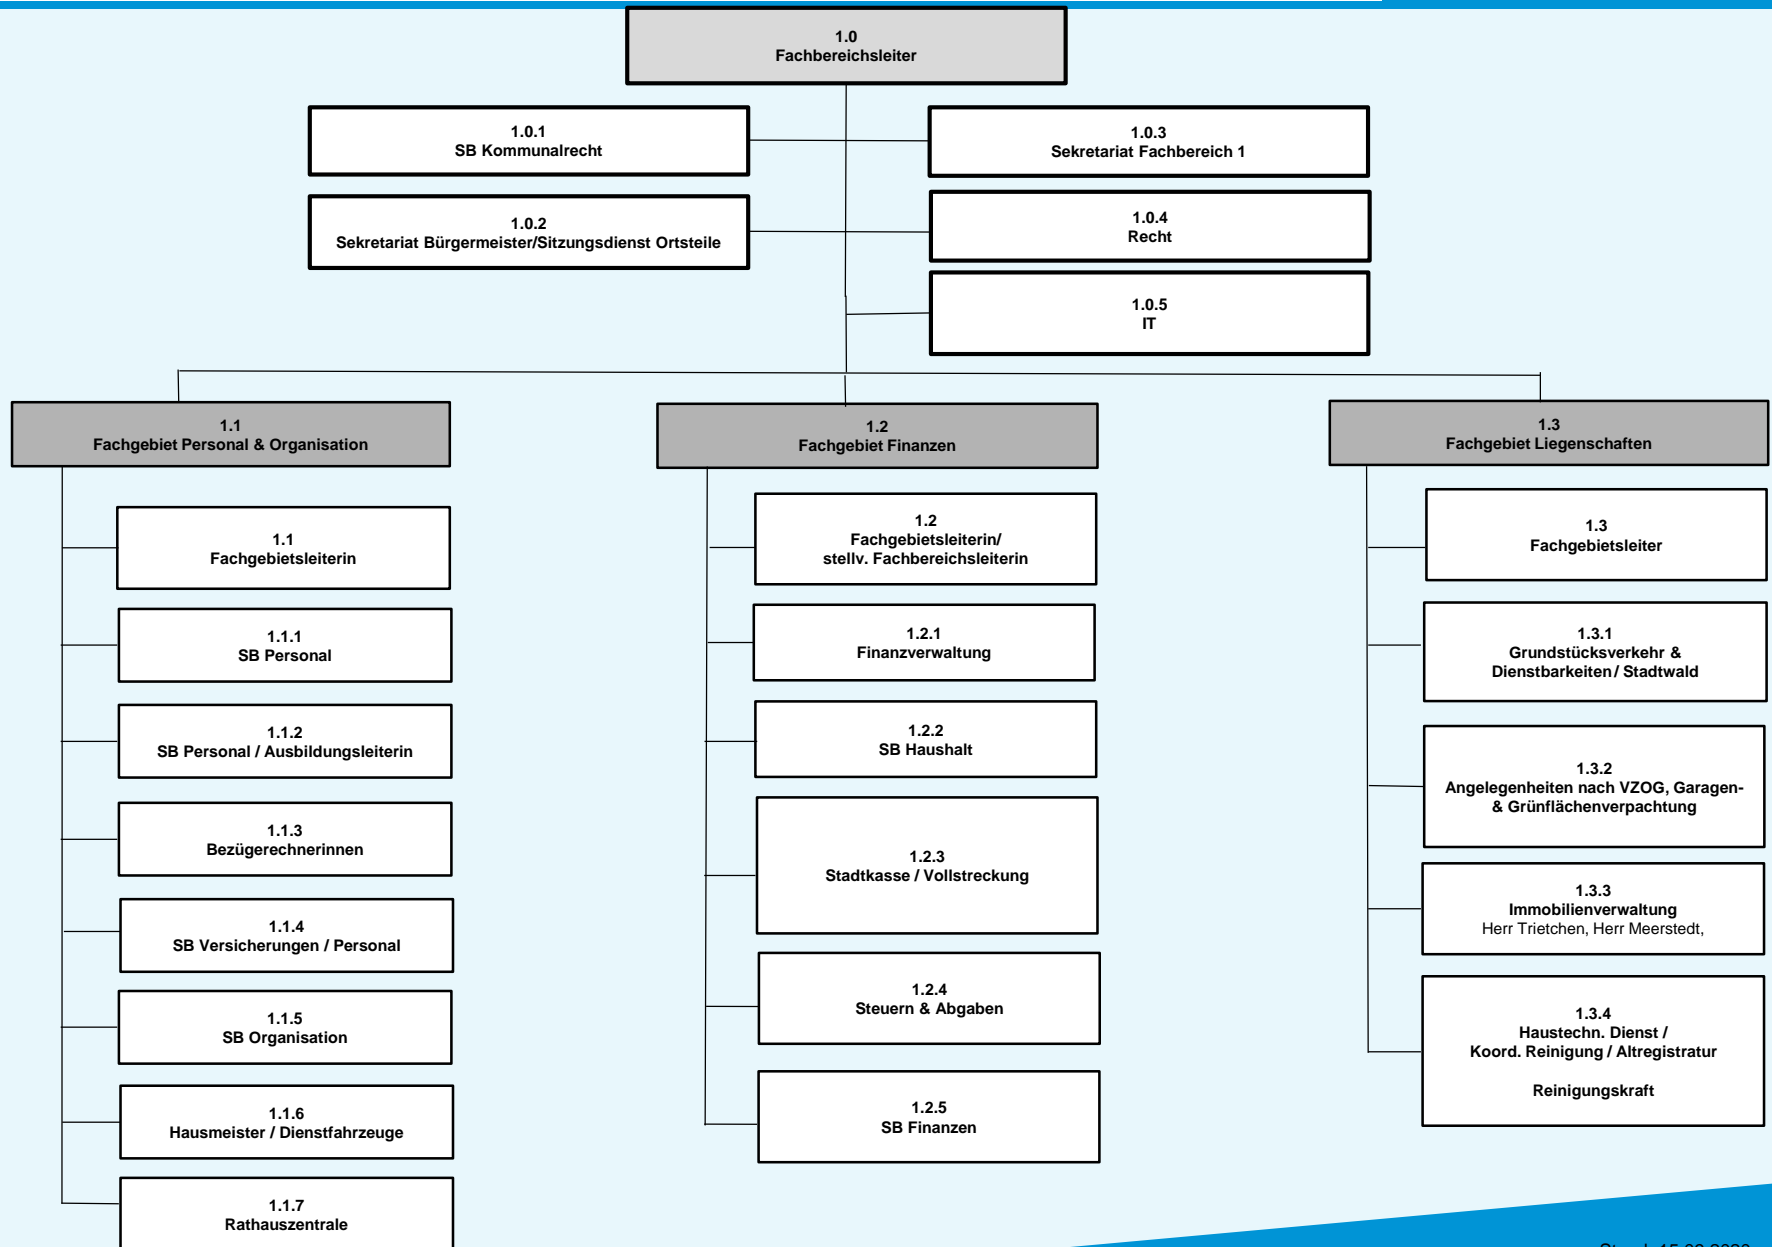 1.0
Fachbereichsleiter
1.0.1
SB Kommunalrecht
1.0.3
Sekretariat Fachbereich 1
1.0.2
Sekretariat Bürgermeister/Sitzungsdienst Ortsteile
1.0.4
Recht
1.0.5
IT
1.1
Fachgebiet Personal & Organisation
1.1
Fachgebietsleiterin
1.1.1
SB Personal
1.1.2
SB Personal / Ausbildungsleiterin
1.1.3
Bezügerechnerinnen
1.1.4
SB Versicherungen / Personal
1.1.5
SB Organisation
1.1.6
Hausmeister / Dienstfahrzeuge
1.1.7
Rathauszentrale
1.2
Fachgebiet Finanzen
1.2
Fachgebietsleiterin/
stellv. Fachbereichsleiterin
1.2.1
Finanzverwaltung
1.2.2
SB Haushalt
1.2.3
Stadtkasse / Vollstreckung
1.2.4
Steuern & Abgaben
1.2.5
SB Finanzen
1.3
Fachgebiet Liegenschaften
1.3
Fachgebietsleiter
1.3.1
Grundstücksverkehr &
Dienstbarkeiten / Stadtwald
1.3.2
Angelegenheiten nach VZOG, Garagen-
& Grünflächenverpachtung
1.3.3
Immobilienverwaltung
Herr Trietchen, Herr Meerstedt,
1.3.4
Haustechn. Dienst /
Koord. Reinigung / Altregistratur
Reinigungskraft